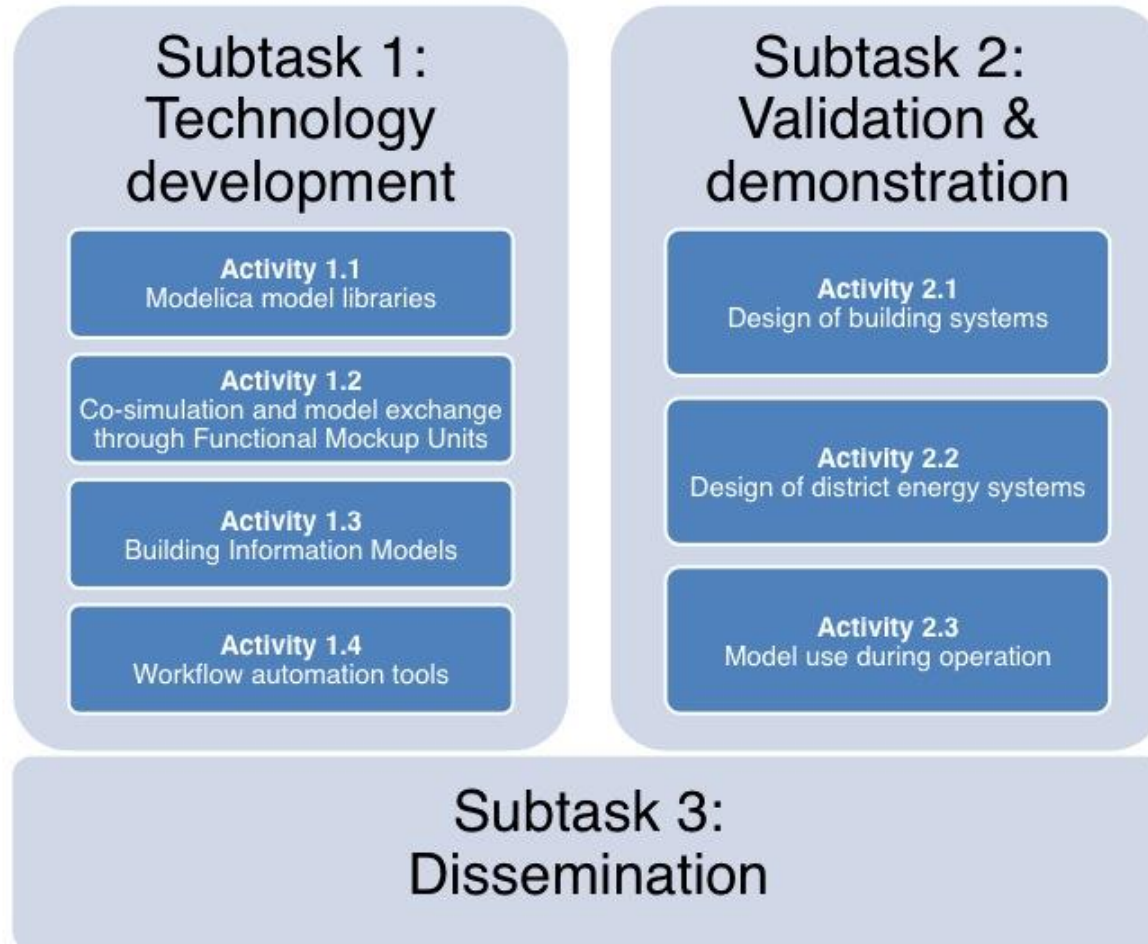 Subtask 1:
Technology
development
Activity 1.1
Modelica model libraries
Activity 1.2
Co-simulation and model exchange
through Functional Mockup Units
Activity 1.3
Building Information Models
Activity 1.4
Workflow automation tools
Subtask 2:
Validation &
demonstration
Activity 2.1
Design of building systems
Activity 2.2
Design of district energy systems
Activity 2.3
Model use during operation
Subtask 3:
Dissemination